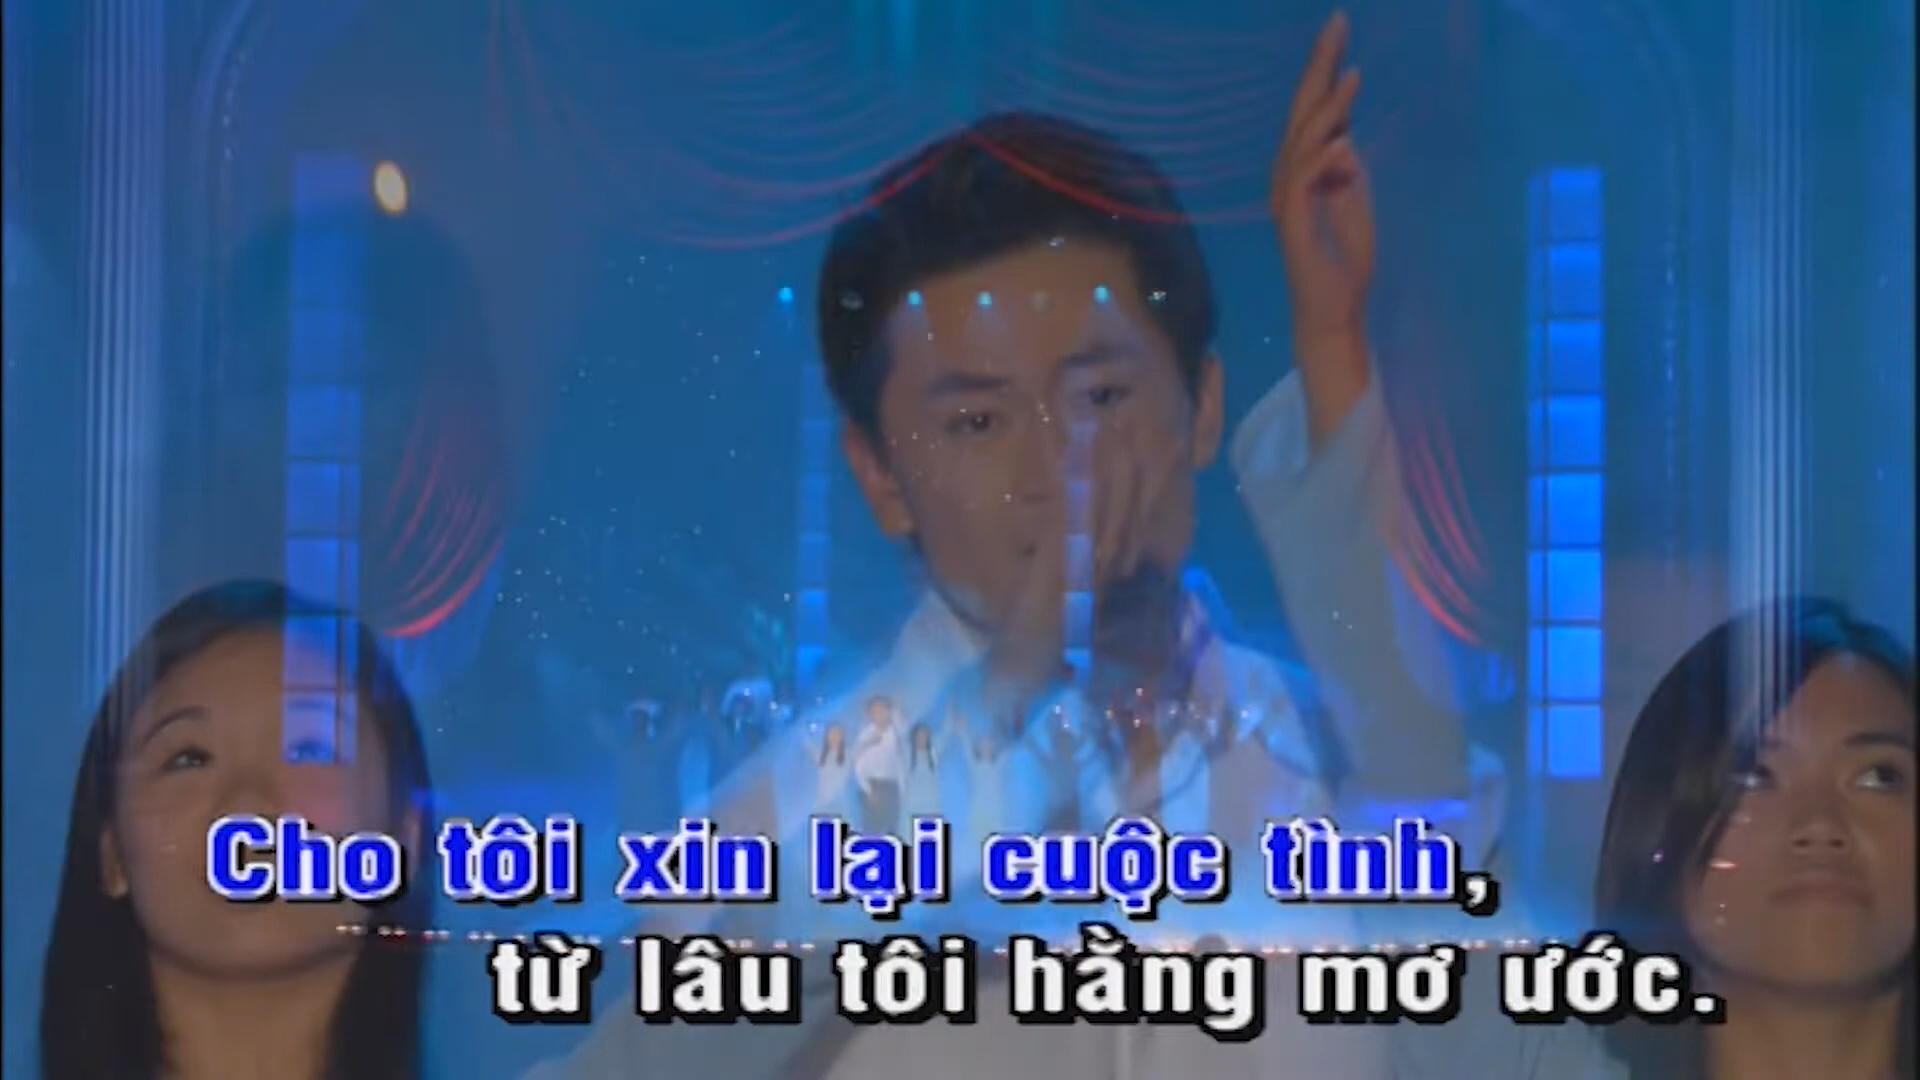 Cho tôi xin lại cuộc tình,
từ lâu tôi hằng mơ ước.